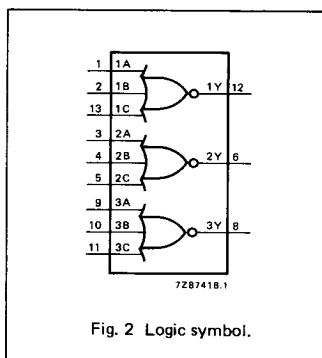 1 1A
2 1B 1Y 12
13 1C
3 2A
4 2B 2Y 6
5 2C
9 3A
10 3B 3Y 8
11 3C
7Z87418.1
Fig. 2 Logic symbol.